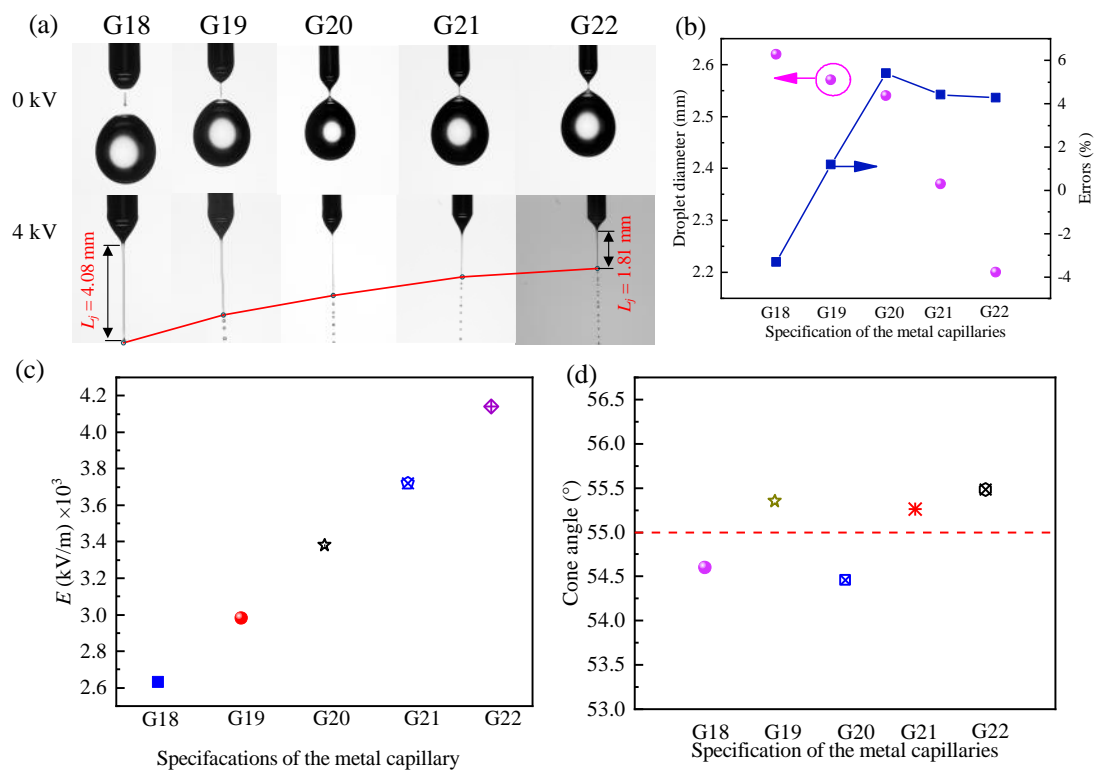 (a)
G18 G19 G20 G21 G22
0 kV
4 kV
Lj = 4.08 mm
Lj = 1.81 mm
(b)
Droplet diameter (mm)
2.6
2.5
2.4
2.3
2.2
6
4
2
0
-2
-4
Errors (%)
G18 G19 G20 G21 G22
Specification of the metal capillaries
(c)
E (kV/m) ×10³
4.2
4.0
3.8
3.6
3.4
3.2
3.0
2.8
2.6
G18 G19 G20 G21 G22
Specifacations of the metal capillary
(d)
Cone angle (°)
56.5
56.0
55.5
55.0
54.5
54.0
53.5
53.0
G18 G19 G20 G21 G22
Specification of the metal capillaries